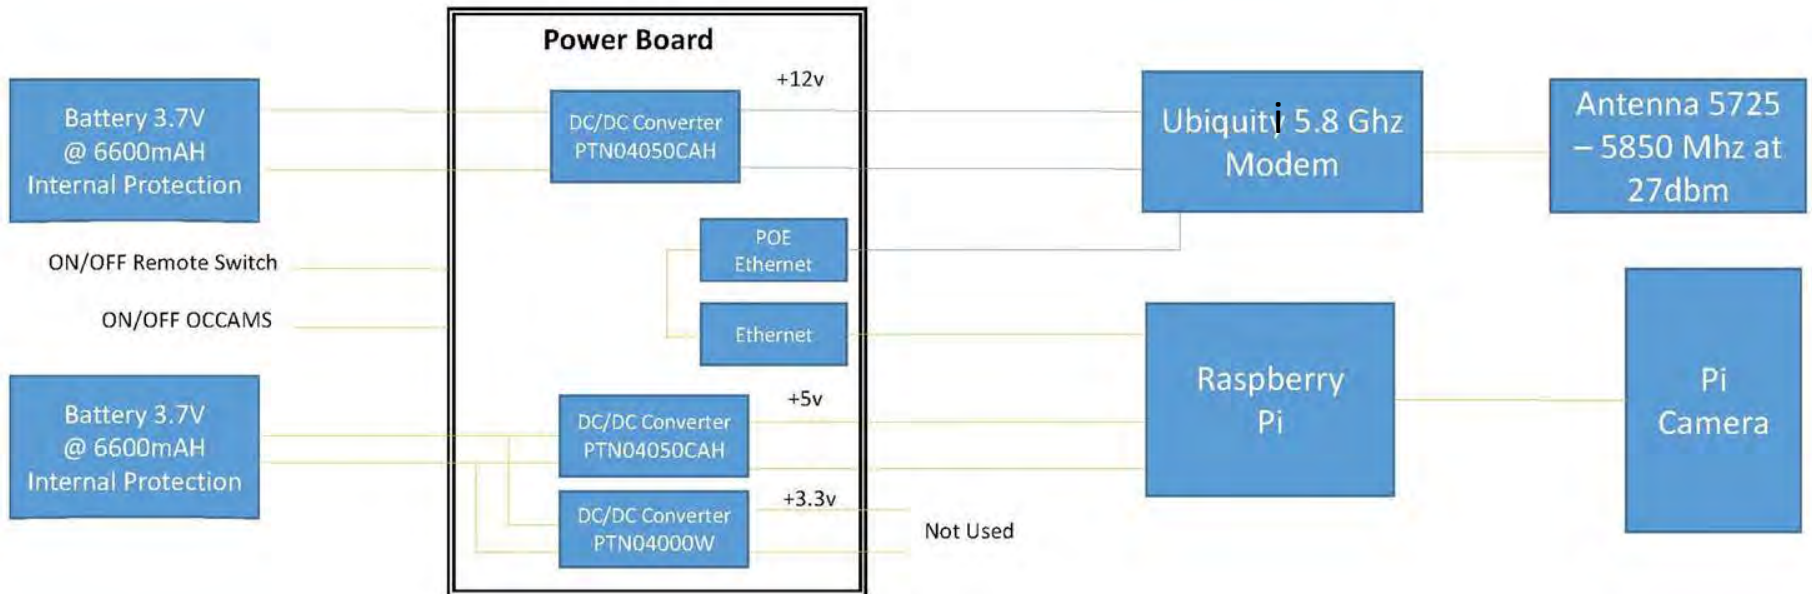 Power Board
Battery 3.7V
@ 6600mAH
Internal Protection
DC/DC Converter
PTN04050CAH
+12v
Ubiquiti 5.8 Ghz
Modem
Antenna 5725
– 5850 Mhz at
27dbm
ON/OFF Remote Switch
POE
Ethernet
ON/OFF OCCAMS
Ethernet
Battery 3.7V
@ 6600mAH
Internal Protection
DC/DC Converter
PTN04050CAH
+5v
Raspberry
Pi
Pi
Camera
DC/DC Converter
PTN04000W
+3.3v
Not Used